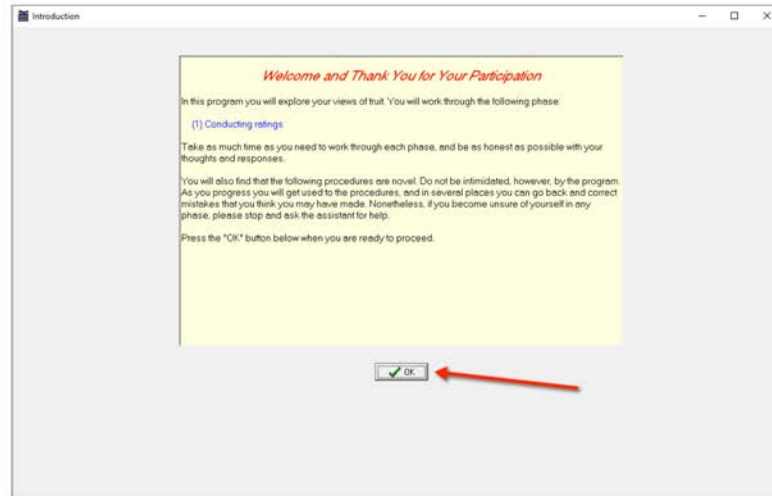 Introduction
Welcome and Thank You for Your Participation
In this program you will explore your views of fruit. You will work through the following phase:
(1) Conducting ratings
Take as much time as you need to work through each phase, and be as honest as possible with your
thoughts and responses.
You will also find that the following procedures are novel. Do not be intimidated, however, by the program.
As you progress you will get used to the procedures, and in several places you can go back and correct
mistakes that you think you may have made. Nonetheless, if you become unsure of yourself in any
phase, please stop and ask the assistant for help.
Press the "OK" button below when you are ready to proceed.
OK